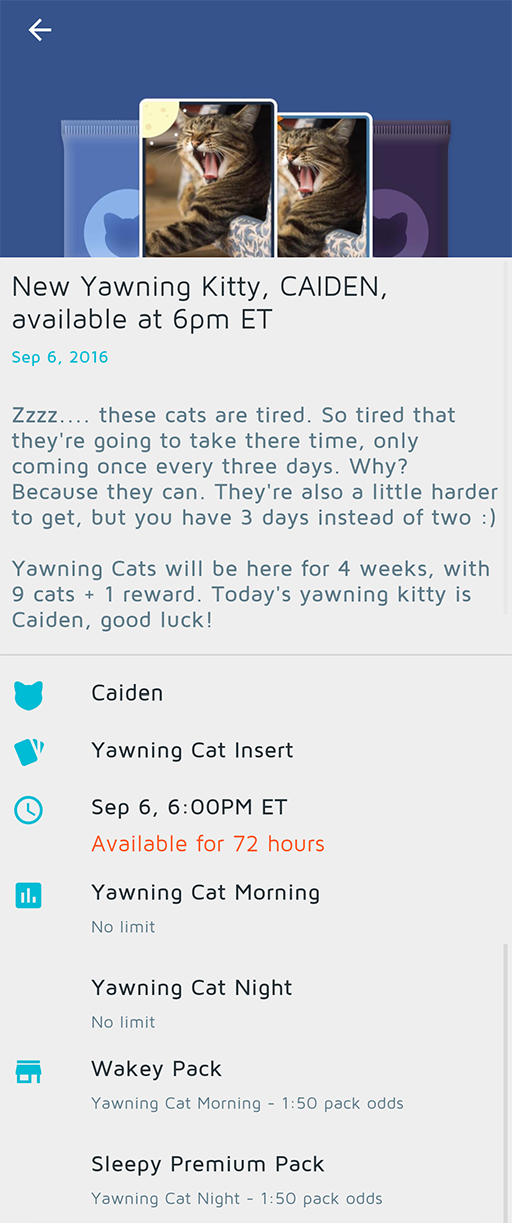 New Yawning Kitty, CAIDEN,
available at 6pm ET
Sep 6, 2016
Zzzz.... these cats are tired. So tired that
they're going to take there time, only
coming once every three days. Why?
Because they can. They're also a little harder
to get, but you have 3 days instead of two :)
Yawning Cats will be here for 4 weeks, with
9 cats + 1 reward. Today's yawning kitty is
Caiden, good luck!
Caiden
Yawning Cat Insert
Sep 6, 6:00PM ET
Available for 72 hours
Yawning Cat Morning
No limit
Yawning Cat Night
No limit
Wakey Pack
Yawning Cat Morning - 1:50 pack odds
Sleepy Premium Pack
Yawning Cat Night - 1:50 pack odds